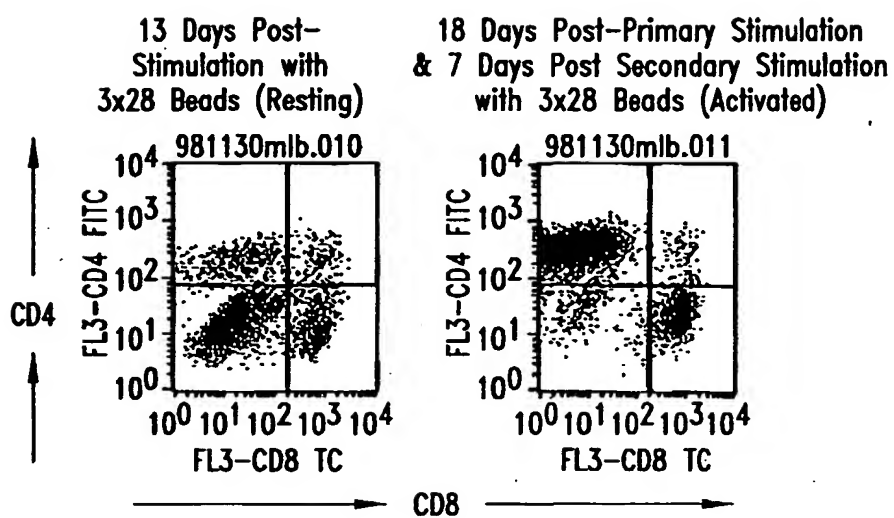 13 Days Post-
Stimulation with
3x28 Beads (Resting)
18 Days Post-Primary Stimulation
& 7 Days Post Secondary Stimulation
with 3x28 Beads (Activated)
981130mlb.010
981130mlb.011
CD4
FL3-CD4 FITC
10⁴
10³
10²
10¹
10⁰
10⁰ 10¹ 10² 10³ 10⁴
FL3-CD8 TC
FL3-CD4 FITC
10⁴
10³
10²
10¹
10⁰
10⁰ 10¹ 10² 10³ 10⁴
FL3-CD8 TC
CD8